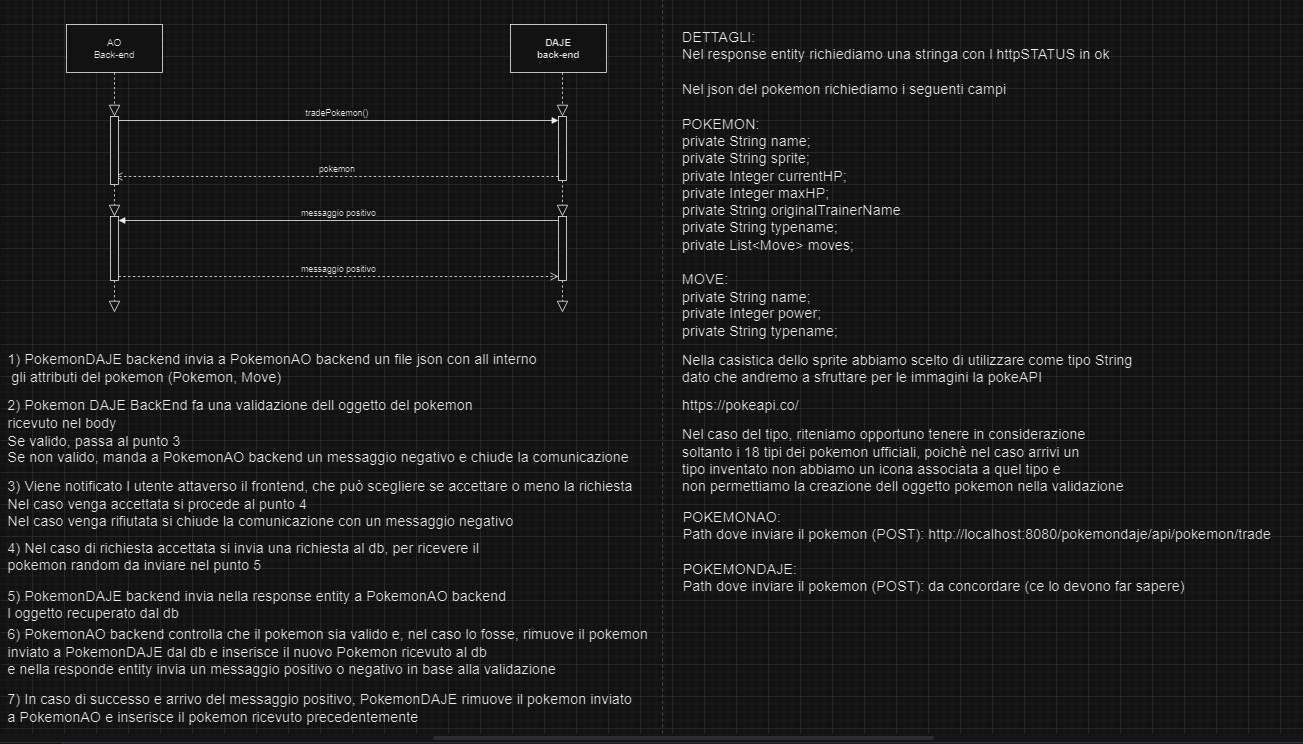 AO
Back-end
DAJE
back-end
tradePokemon()
pokemon
messaggio positivo
messaggio positivo
1) PokemonDAJE backend invia a PokemonAO backend un file json con all interno
gli attributi del pokemon (Pokemon, Move)
2) Pokemon DAJE BackEnd fa una validazione dell oggetto del pokemon
ricevuto nel body
Se valido, passa al punto 3
Se non valido, manda a PokemonAO backend un messaggio negativo e chiude la comunicazione
3) Viene notificato l utente attaverso il frontend, che può scegliere se accettare o meno la richiesta
Nel caso venga accettata si procede al punto 4
Nel caso venga rifiutata si chiude la comunicazione con un messaggio negativo
4) Nel caso di richiesta accettata si invia una richiesta al db, per ricevere il
pokemon random da inviare nel punto 5
5) PokemonDAJE backend invia nella response entity a PokemonAO backend
l oggetto recuperato dal db
6) PokemonAO backend controlla che il pokemon sia valido e, nel caso lo fosse, rimuove il pokemon
inviato a PokemonDAJE dal db e inserisce il nuovo Pokemon ricevuto al db
e nella responde entity invia un messaggio positivo o negativo in base alla validazione
7) In caso di successo e arrivo del messaggio positivo, PokemonDAJE rimuove il pokemon inviato
a PokemonAO e inserisce il pokemon ricevuto precedentemente
DETTAGLI:
Nel response entity richiediamo una stringa con l httpSTATUS in ok
Nel json del pokemon richiediamo i seguenti campi
POKEMON:
private String name;
private String sprite;
private Integer currentHP;
private Integer maxHP;
private String originalTrainerName
private String typename;
private List<Move> moves;
MOVE:
private String name;
private Integer power;
private String typename;
Nella casistica dello sprite abbiamo scelto di utilizzare come tipo String
dato che andremo a sfruttare per le immagini la pokeAPI
https://pokeapi.co/
Nel caso del tipo, riteniamo opportuno tenere in considerazione
soltanto i 18 tipi dei pokemon ufficiali, poichè nel caso arrivi un
tipo inventato non abbiamo un icona associata a quel tipo e
non permettiamo la creazione dell oggetto pokemon nella validazione
POKEMONAO:
Path dove inviare il pokemon (POST): http://localhost:8080/pokemondaje/api/pokemon/trade
POKEMONDAJE:
Path dove inviare il pokemon (POST): da concordare (ce lo devono far sapere)